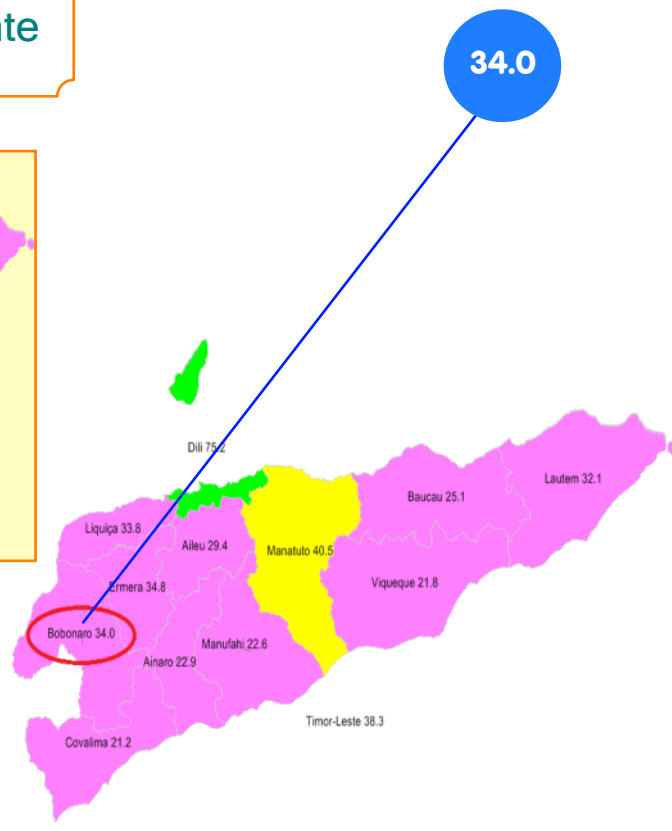 34.0
Dili 75.2
Lautem 32.1
Baucau 25.1
Liquiça 33.8
Aileu 29.4
Manatuto 40.5
Viqueque 21.8
Ermera 34.8
Bobonaro 34.0
Manufahi 22.6
Ainaro 22.9
Timor-Leste 38.3
Covalima 21.2